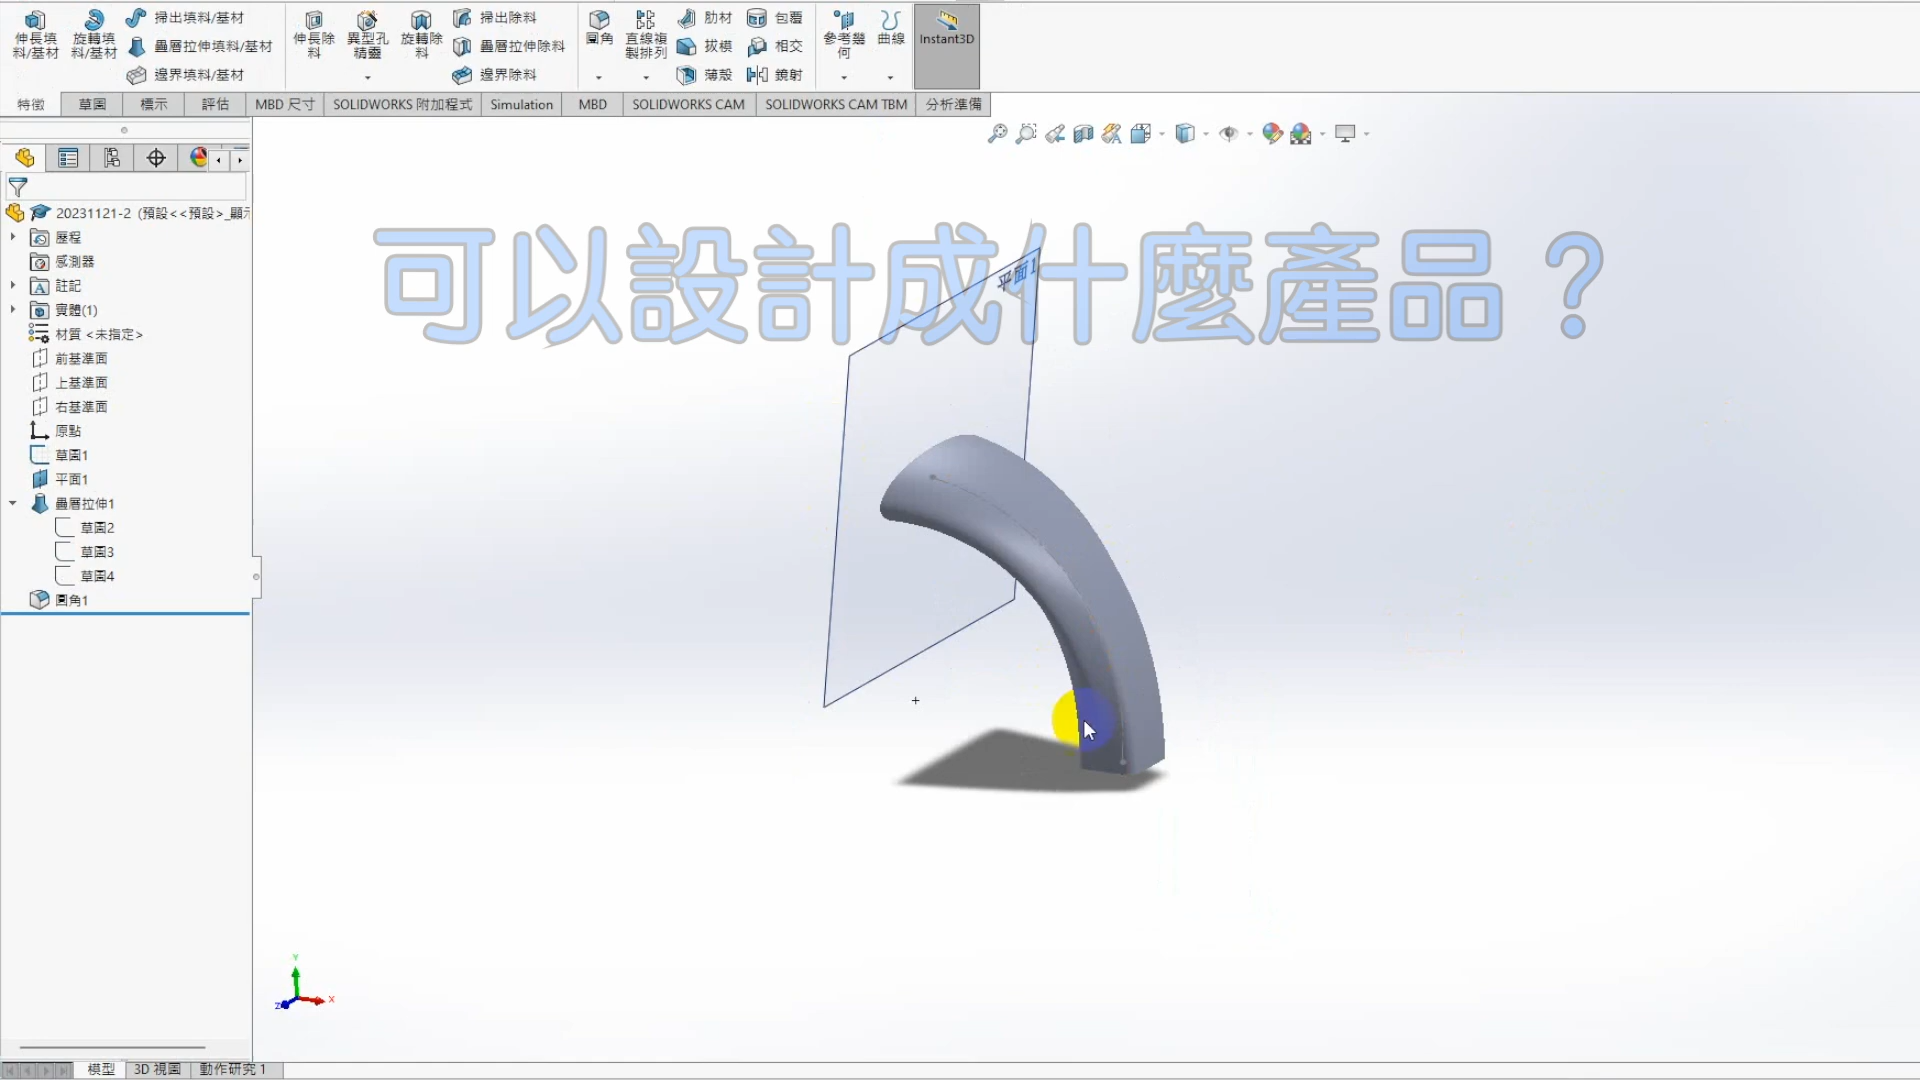 伸長填料/基材
旋轉填料/基材
掃出填料/基材
疊層拉伸填料/基材
邊界填料/基材
伸長除料
異型孔精靈
旋轉除料
掃出除料
疊層拉伸除料
邊界除料
圓角
直線複製排列
肋材
拔模
薄殼
包覆
相交
鏡射
參考幾何
曲線
Instant3D
特徵 草圖 標示 評估 MBD 尺寸 SOLIDWORKS 附加程式 Simulation MBD SOLIDWORKS CAM SOLIDWORKS CAM TBM 分析準備
20231121-2 (預設<<預設>_顯示
歷程
感測器
註記
實體(1)
材質 <未指定>
前基準面
上基準面
右基準面
原點
草圖1
平面1
疊層拉伸1
草圖2
草圖3
草圖4
圓角1
可以設計成什麼產品？
平面1
Y
X
Z
模型 3D 視圖 動作研究 1